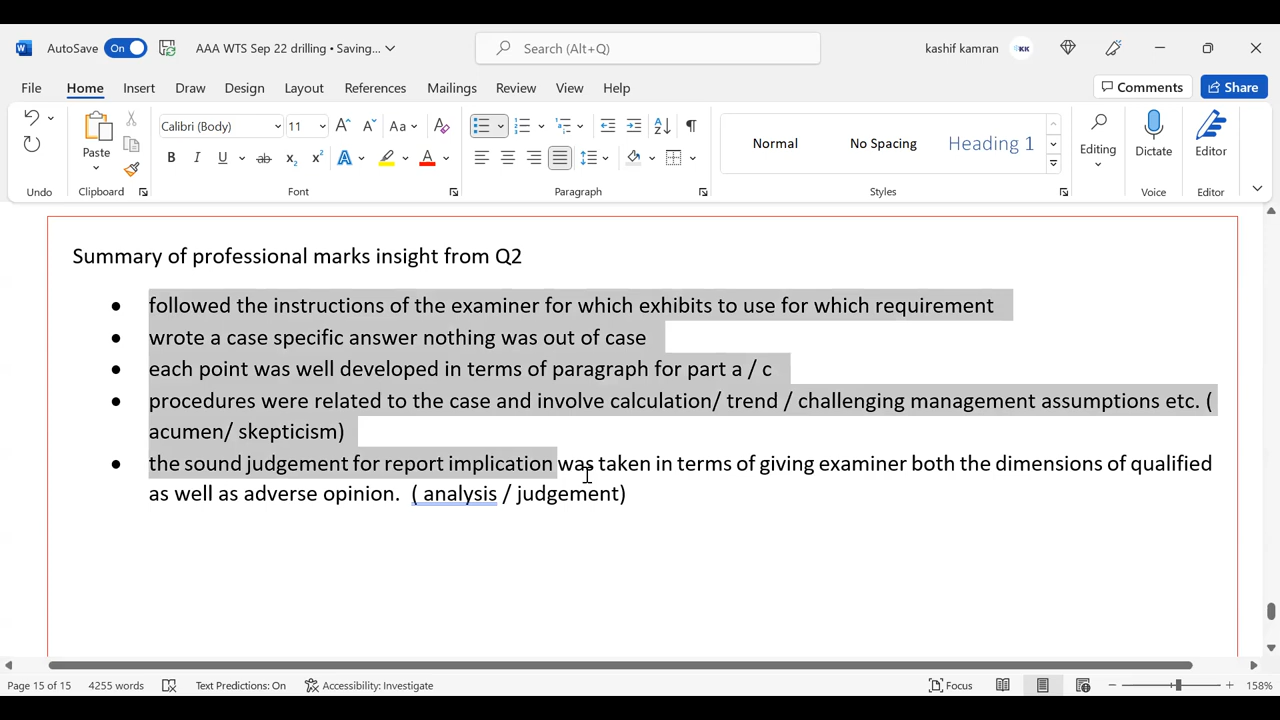 AutoSave On AAA WTS Sep 22 drilling • Saving... Search (Alt+Q) kashif kamran KK
File Home Insert Draw Design Layout References Mailings Review View Help Comments Share
Calibri (Body) 11 Aa
Paste Normal No Spacing Heading 1 Editing Dictate Editor
B I U ab x₂ x² A A
Undo Clipboard Font Paragraph Styles Voice Editor
Summary of professional marks insight from Q2
• followed the instructions of the examiner for which exhibits to use for which requirement
• wrote a case specific answer nothing was out of case
• each point was well developed in terms of paragraph for part a / c
• procedures were related to the case and involve calculation/ trend / challenging management assumptions etc. (
acumen/ skepticism)
• the sound judgement for report implication was taken in terms of giving examiner both the dimensions of qualified
as well as adverse opinion. ( analysis / judgement)
Page 15 of 15 4255 words Text Predictions: On Accessibility: Investigate Focus 158%